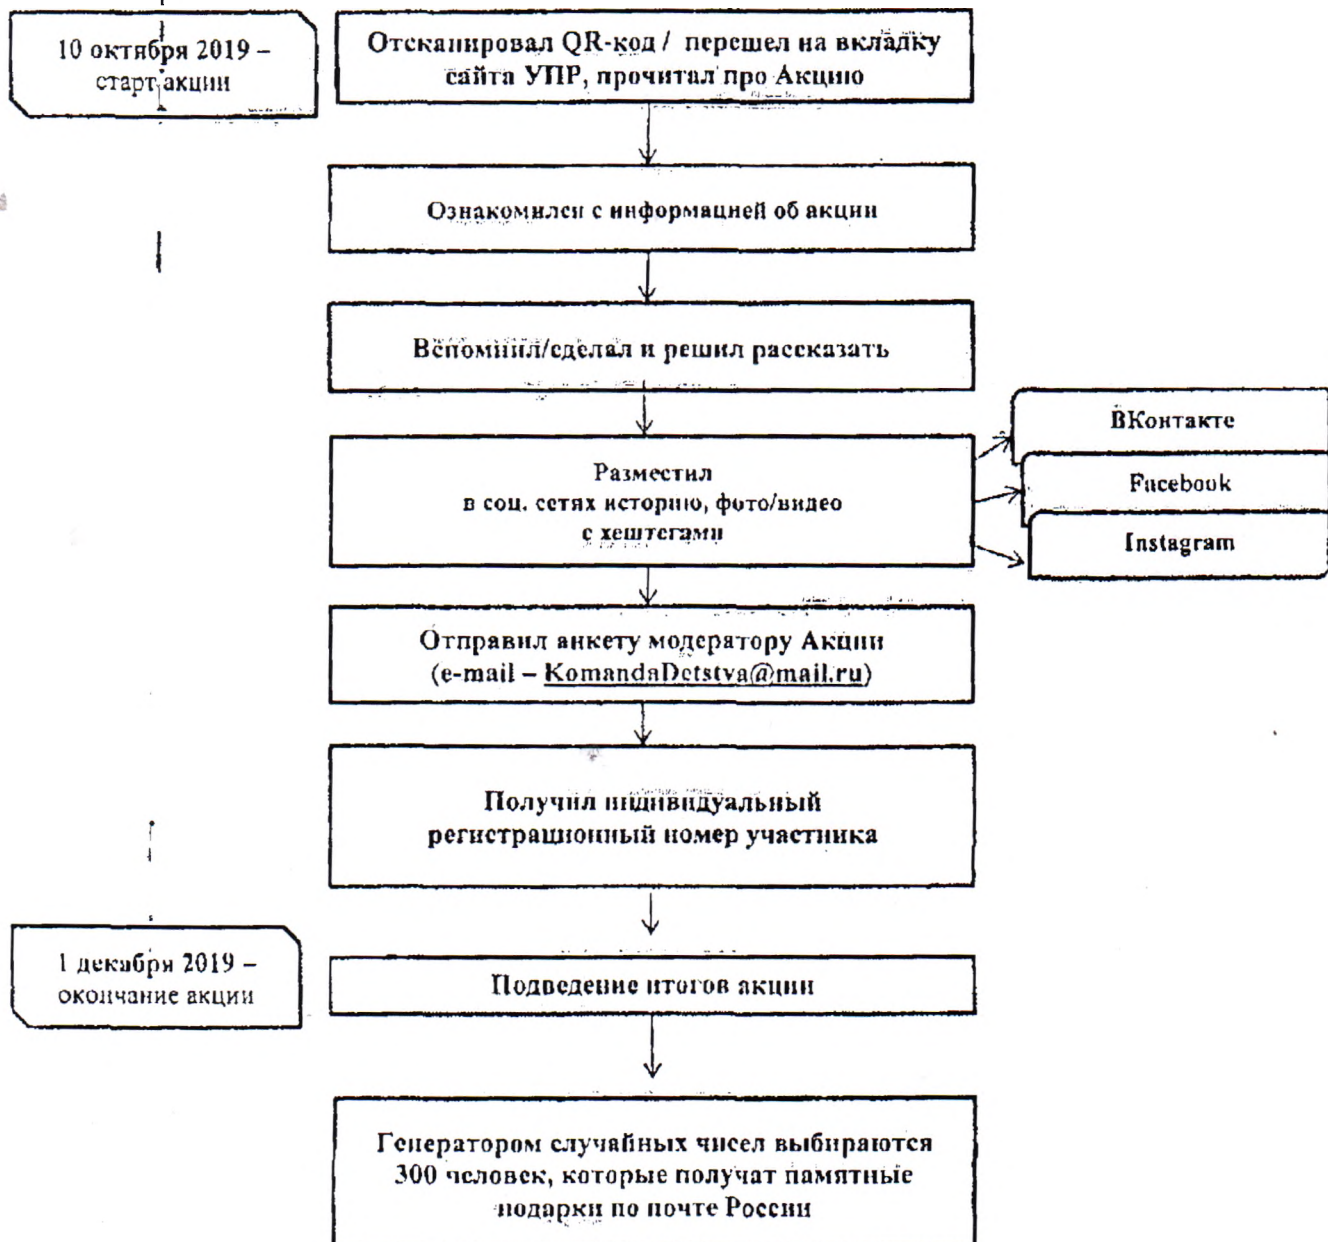 10 октября 2019 –
старт акции
Отсканировал QR-код / перешел на вкладку
сайта УПР, прочитал про Акцию
Ознакомился с информацией об акции
Вспомнил/сделал и решил рассказать
Разместил
в соц. сетях историю, фото/видео
с хештегами
ВКонтакте
Facebook
Instagram
Отправил анкету модератору Акции
(e-mail – KomandaDetstva@mail.ru)
Получил индивидуальный
регистрационный номер участника
1 декабря 2019 –
окончание акции
Подведение итогов акции
Генератором случайных чисел выбираются
300 человек, которые получат памятные
подарки по почте России